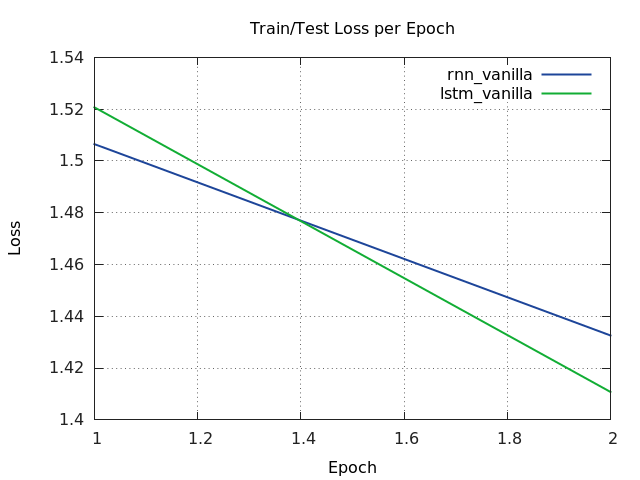 Train/Test Loss per Epoch
1.54
1.52
1.5
1.48
1.46
1.44
1.42
1.4
Loss
rnn_vanilla
lstm_vanilla
1 1.2 1.4 1.6 1.8 2
Epoch